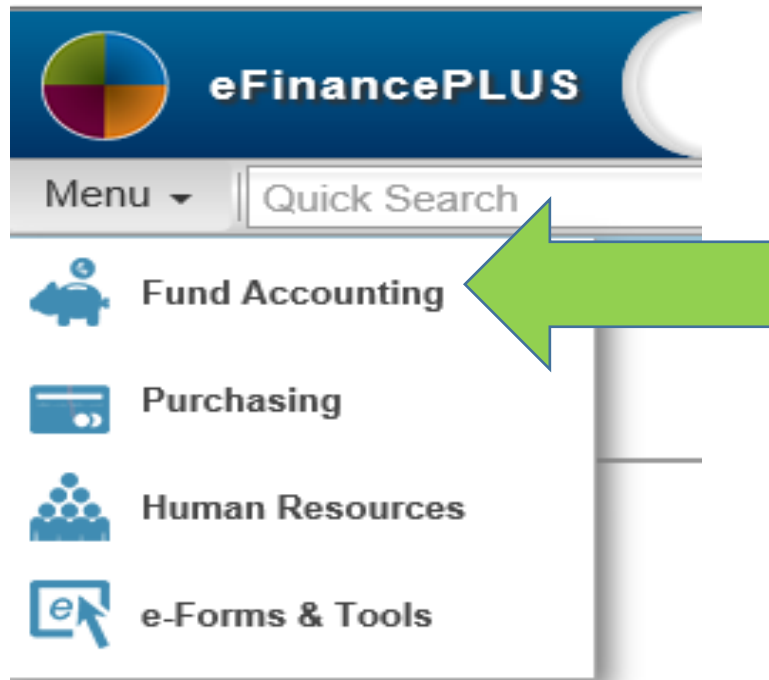 eFinancePLUS
Menu
Quick Search
Fund Accounting
Purchasing
Human Resources
e-Forms & Tools